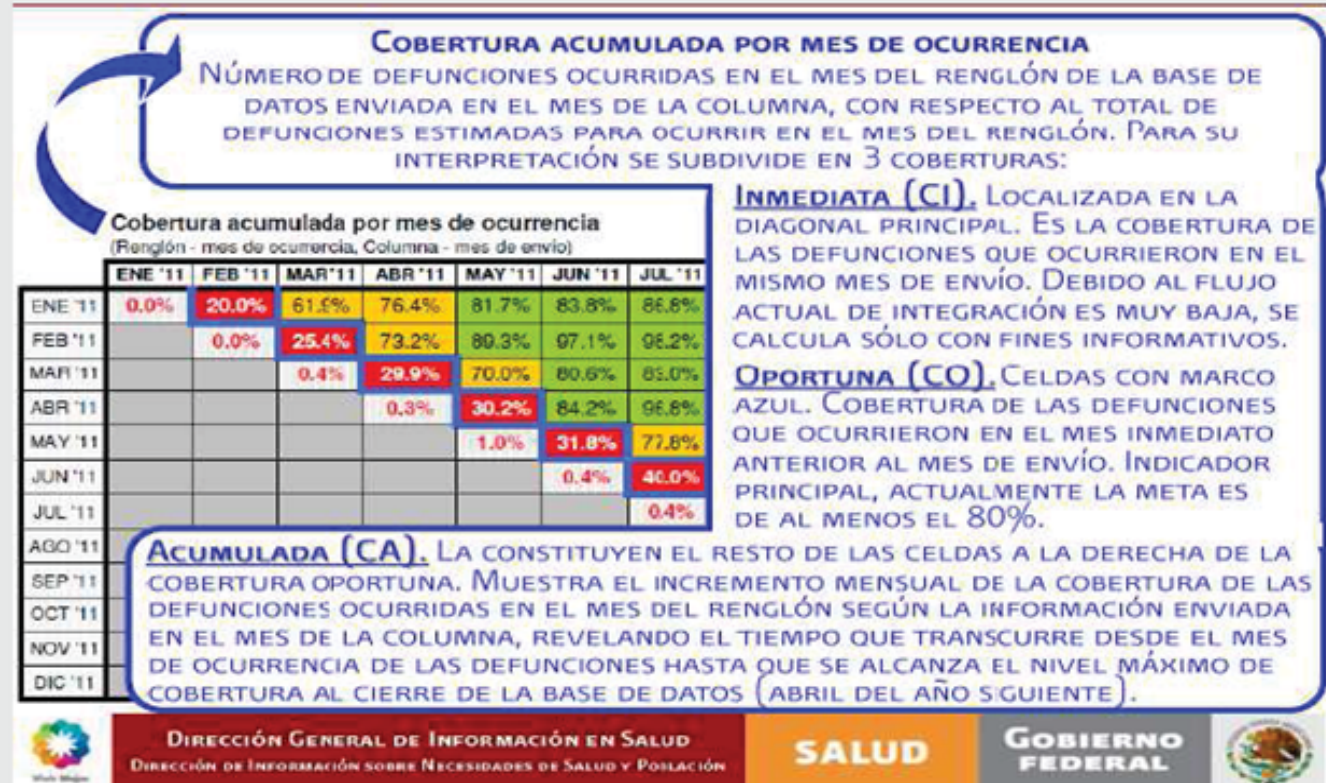 COBERTURA ACUMULADA POR MES DE OCURRENCIA
NÚMERO DE DEFUNCIONES OCURRIDAS EN EL MES DEL RENGLÓN DE LA BASE DE
DATOS ENVIADA EN EL MES DE LA COLUMNA, CON RESPECTO AL TOTAL DE
DEFUNCIONES ESTIMADAS PARA OCURRIR EN EL MES DEL RENGLÓN. PARA SU
INTERPRETACIÓN SE SUBDIVIDE EN 3 COBERTURAS:
Cobertura acumulada por mes de ocurrencia
(Renglón - mes de ocurrencia, Columna - mes de envío)
ENE '11 FEB '11 MAR'11 ABR '11 MAY '11 JUN '11 JUL '11
ENE '11 0.0% 20.0% 61.9% 76.4% 81.7% 83.8%
FEB '11 0.0% 25.4% 73.2% 89.3% 97.1%
MAR '11 0.4% 29.9% 70.0% 80.6%
ABR '11 0.3% 30.2% 84.2%
MAY '11 1.0% 31.8% 77.8%
JUN '11 0.4% 40.0%
JUL '11 0.4%
AGO '11
SEP '11
OCT '11
NOV '11
DIC '11
INMEDIATA (CI). LOCALIZADA EN LA
DIAGONAL PRINCIPAL. ES LA COBERTURA DE
LAS DEFUNCIONES QUE OCURRIERON EN EL
MISMO MES DE ENVÍO. DEBIDO AL FLUJO
ACTUAL DE INTEGRACIÓN ES MUY BAJA, SE
CALCULA SÓLO CON FINES INFORMATIVOS.
OPORTUNA (CO). CELDAS CON MARCO
AZUL. COBERTURA DE LAS DEFUNCIONES
QUE OCURRIERON EN EL MES INMEDIATO
ANTERIOR AL MES DE ENVÍO. INDICADOR
PRINCIPAL, ACTUALMENTE LA META ES
DE AL MENOS EL 80%.
ACUMULADA (CA). LA CONSTITUYEN EL RESTO DE LAS CELDAS A LA DERECHA DE LA
COBERTURA OPORTUNA. MUESTRA EL INCREMENTO MENSUAL DE LA COBERTURA DE LAS
DEFUNCIONES OCURRIDAS EN EL MES DEL RENGLÓN SEGÚN LA INFORMACIÓN ENVIADA
EN EL MES DE LA COLUMNA, REVELANDO EL TIEMPO QUE TRANSCURRE DESDE EL MES
DE OCURRENCIA DE LAS DEFUNCIONES HASTA QUE SE ALCANZA EL NIVEL MÁXIMO DE
COBERTURA AL CIERRE DE LA BASE DE DATOS (ABRIL DEL AÑO SIGUIENTE).
DIRECCIÓN GENERAL DE INFORMACIÓN EN SALUD
DIRECCIÓN DE INFORMACIÓN SOBRE NECESIDADES DE SALUD Y POBLACIÓN
SALUD
GOBIERNO
FEDERAL